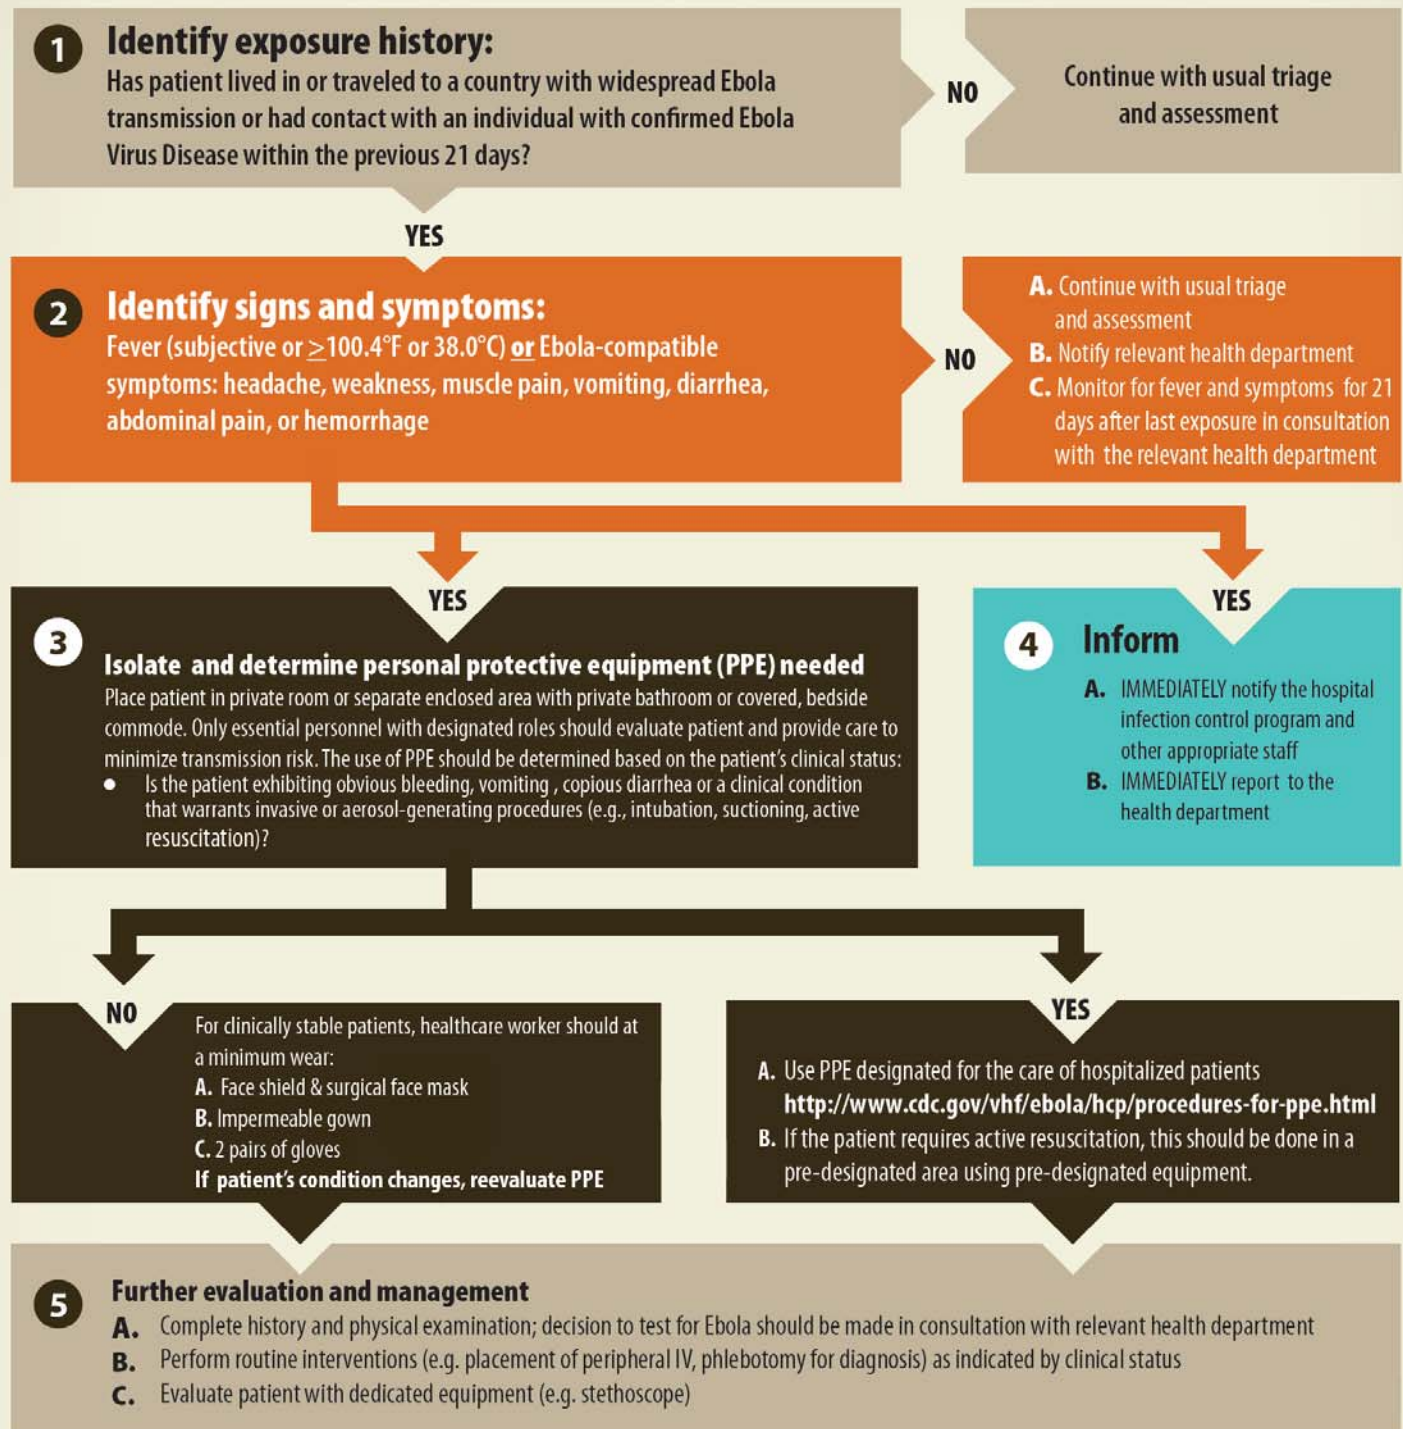 1
Identify exposure history:
Has patient lived in or traveled to a country with widespread Ebola
transmission or had contact with an individual with confirmed Ebola
Virus Disease within the previous 21 days?
NO
Continue with usual triage
and assessment
YES
2
Identify signs and symptoms:
Fever (subjective or ≥100.4°F or 38.0°C) or Ebola-compatible
symptoms: headache, weakness, muscle pain, vomiting, diarrhea,
abdominal pain, or hemorrhage
NO
A. Continue with usual triage
and assessment
B. Notify relevant health department
C. Monitor for fever and symptoms for 21
days after last exposure in consultation
with the relevant health department
YES
3
Isolate and determine personal protective equipment (PPE) needed
Place patient in private room or separate enclosed area with private bathroom or covered, bedside
commode. Only essential personnel with designated roles should evaluate patient and provide care to
minimize transmission risk. The use of PPE should be determined based on the patient's clinical status:
• Is the patient exhibiting obvious bleeding, vomiting , copious diarrhea or a clinical condition
that warrants invasive or aerosol-generating procedures (e.g., intubation, suctioning, active
resuscitation)?
YES
4
Inform
A. IMMEDIATELY notify the hospital
infection control program and
other appropriate staff
B. IMMEDIATELY report to the
health department
NO
For clinically stable patients, healthcare worker should at
a minimum wear:
A. Face shield & surgical face mask
B. Impermeable gown
C. 2 pairs of gloves
If patient's condition changes, reevaluate PPE
YES
A. Use PPE designated for the care of hospitalized patients
http://www.cdc.gov/vhf/ebola/hcp/procedures-for-ppe.html
B. If the patient requires active resuscitation, this should be done in a
pre-designated area using pre-designated equipment.
5
Further evaluation and management
A. Complete history and physical examination; decision to test for Ebola should be made in consultation with relevant health department
B. Perform routine interventions (e.g. placement of peripheral IV, phlebotomy for diagnosis) as indicated by clinical status
C. Evaluate patient with dedicated equipment (e.g. stethoscope)